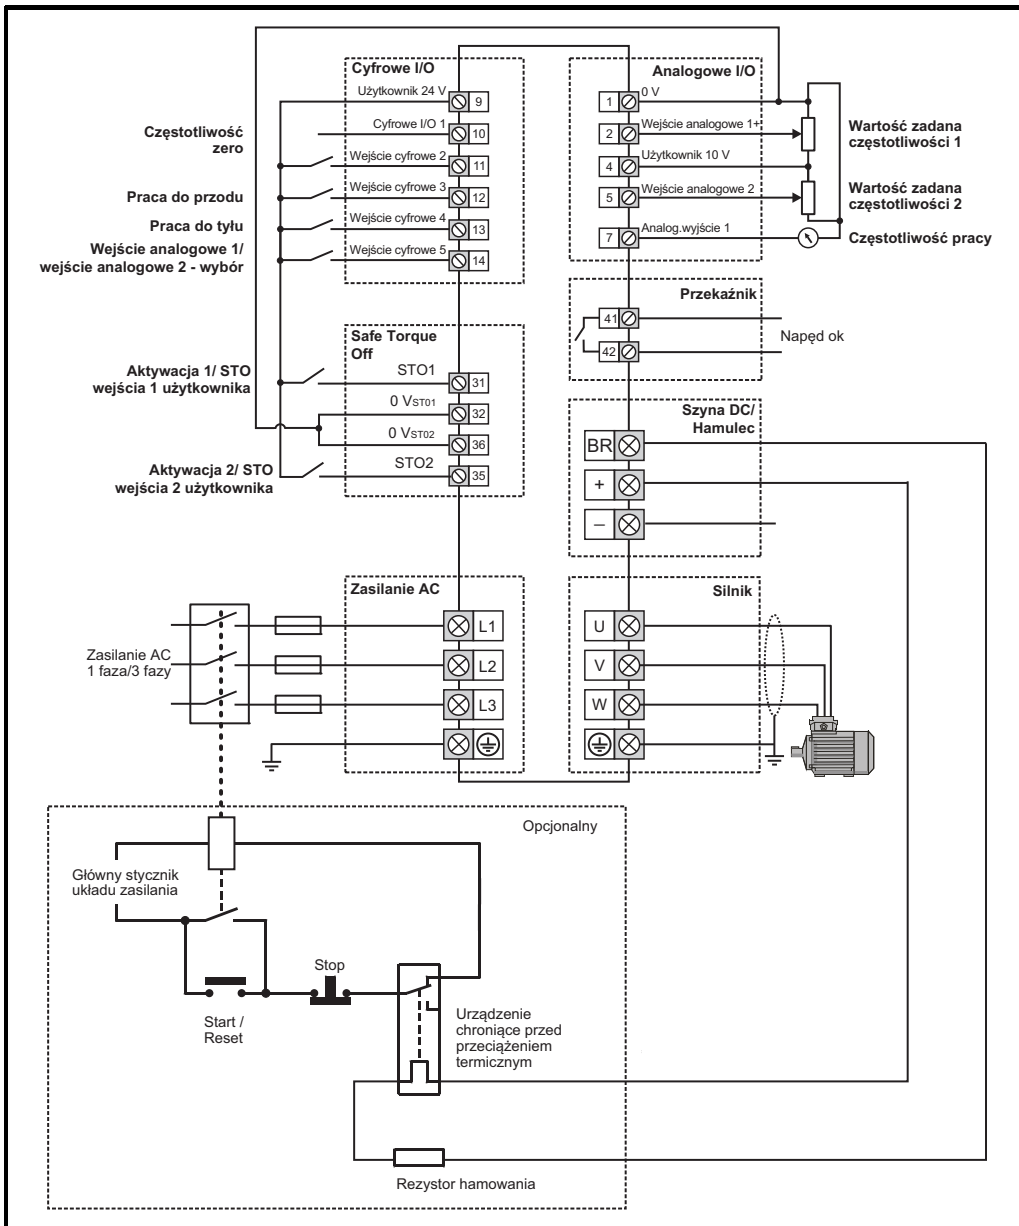 Cyfrowe I/O
Użytkownik 24 V
9
Częstotliwość
zero
Cyfrowe I/O 1
10
Wejście cyfrowe 2
11
Praca do przodu
Wejście cyfrowe 3
12
Praca do tyłu
Wejście cyfrowe 4
13
Wejście analogowe 1/
wejście analogowe 2 - wybór
Wejście cyfrowe 5
14
Analogowe I/O
1
0 V
2
Wejście analogowe 1+
Wartość zadana
częstotliwości 1
4
Użytkownik 10 V
5
Wejście analogowe 2
Wartość zadana
częstotliwości 2
7
Analog.wyjście 1
Częstotliwość pracy
Przekaźnik
41
42
Napęd ok
Safe Torque
Off
Aktywacja 1/ STO
wejścia 1 użytkownika
STO1
31
0 VST01
32
0 VST02
36
Aktywacja 2/ STO
wejścia 2 użytkownika
STO2
35
Szyna DC/
Hamulec
BR
+
–
Zasilanie AC
Zasilanie AC
1 faza/3 fazy
L1
L2
L3
Silnik
U
V
W
Opcjonalny
Główny stycznik
układu zasilania
Stop
Start /
Reset
Urządzenie
chroniące przed
przeciążeniem
termicznym
Rezystor hamowania